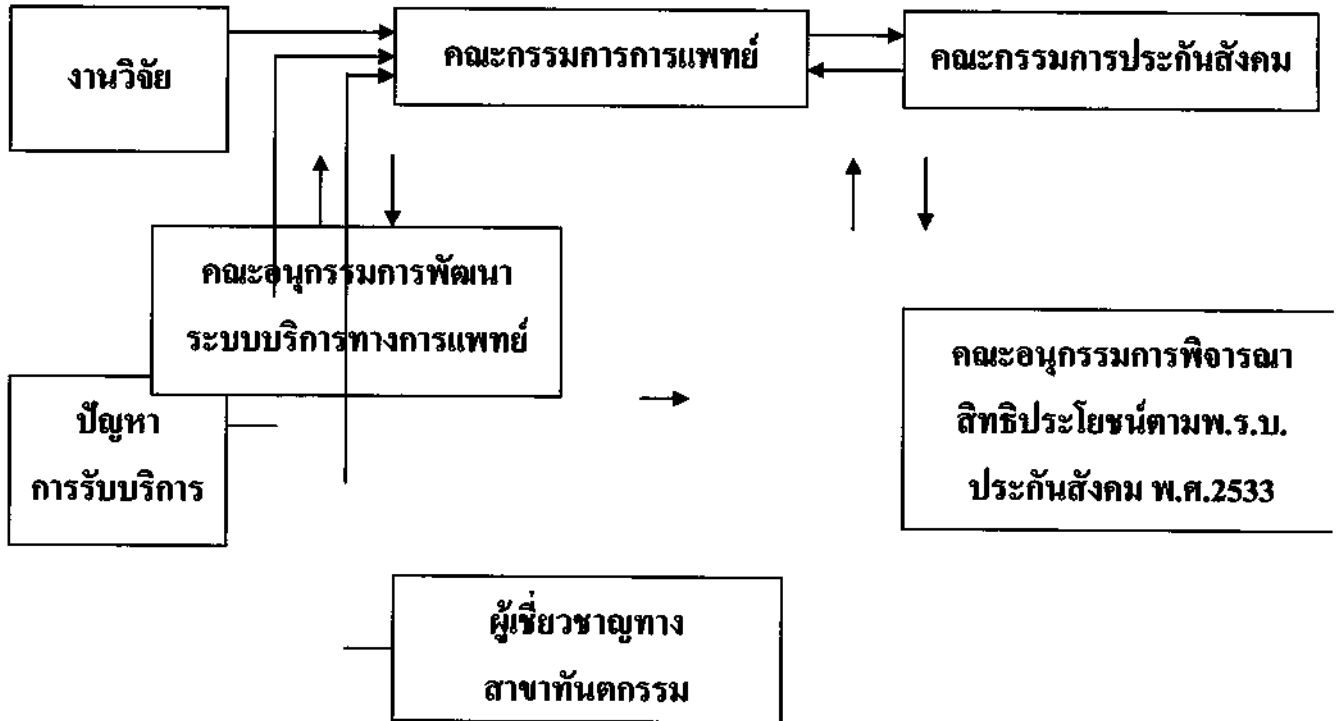 งานวิจัย
คณะกรรมการการแพทย์
คณะกรรมการประกันสังคม
คณะอนุกรรมการพัฒนา
ระบบบริการทางการแพทย์
ปัญหา
การรับบริการ
คณะอนุกรรมการพิจารณา
สิทธิประโยชน์ตามพ.ร.บ.
ประกันสังคม พ.ศ.2533
ผู้เชี่ยวชาญทาง
สาขาทันตกรรม